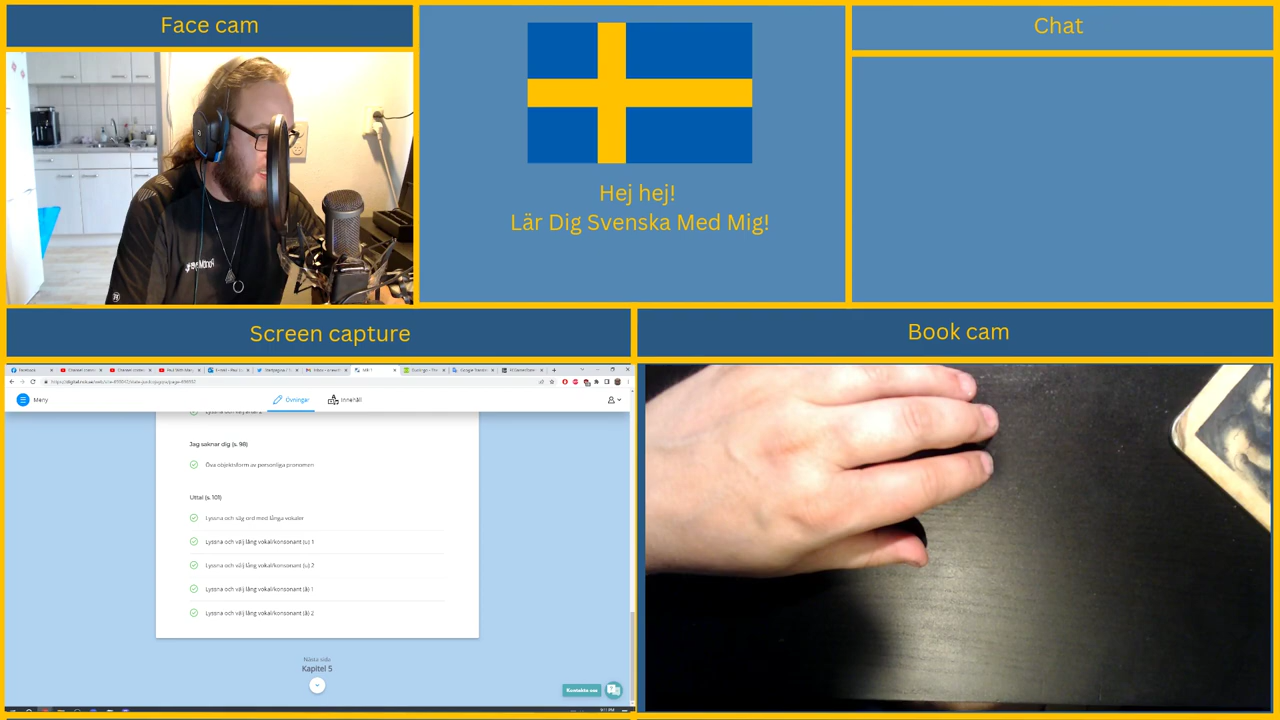 Face cam
Hej hej!
Lär Dig Svenska Med Mig!
Chat
Screen capture
Book cam
Meny
Övningar
Innehåll
Jag saknar dig (s. 98)
Öva objektsform av personliga pronomen
Uttal (s. 101)
Lyssna och säg ord med långa vokaler
Lyssna och välj lång vokal/konsonant (u) 1
Lyssna och välj lång vokal/konsonant (u) 2
Lyssna och välj lång vokal/konsonant (å) 1
Lyssna och välj lång vokal/konsonant (å) 2
Nästa sida
Kapitel 5
Kontakta oss